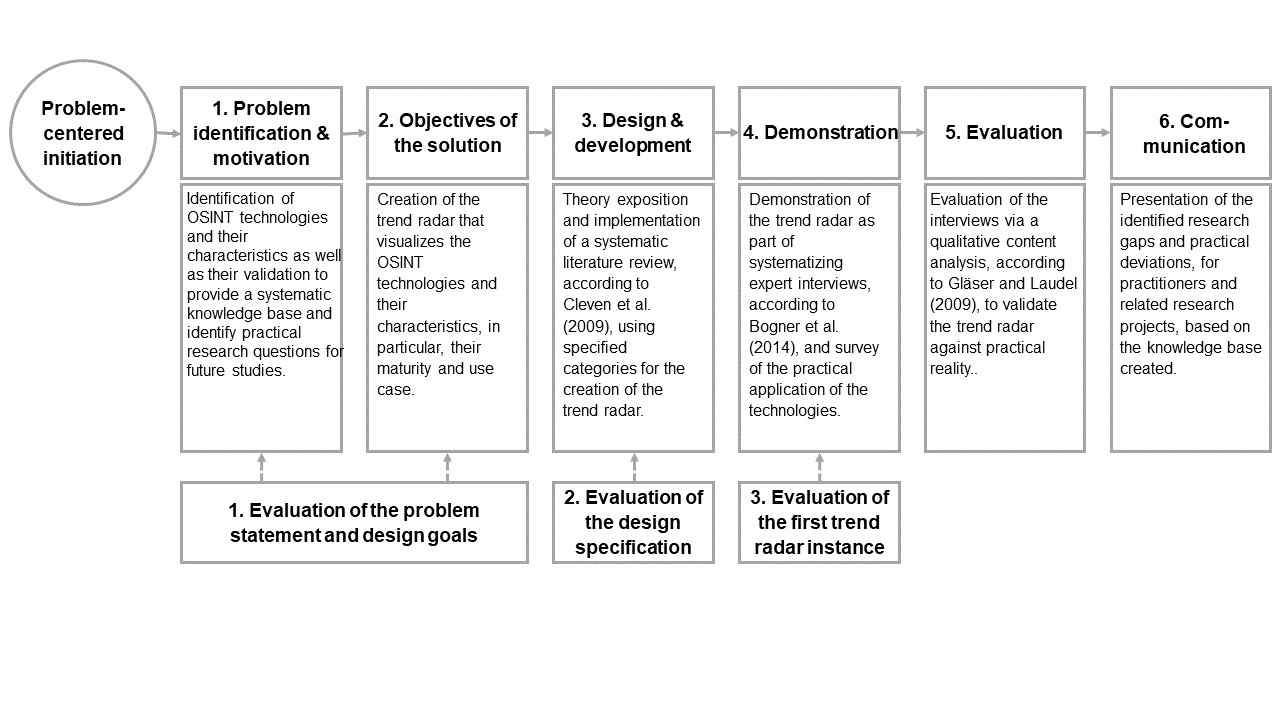 Problem-
centered
initiation
1. Problem
identification &
motivation
2. Objectives of
the solution
3. Design &
development
4. Demonstration
5. Evaluation
6. Com-
munication
Identification of
OSINT technologies
and their
characteristics as well
as their validation to
provide a systematic
knowledge base and
identify practical
research questions for
future studies.
Creation of the
trend radar that
visualizes the
OSINT
technologies and
their
characteristics, in
particular, their
maturity and use
case.
Theory exposition
and implementation
of a systematic
literature review,
according to
Cleven et al.
(2009), using
specified
categories for the
creation of the
trend radar.
Demonstration of
the trend radar as
part of
systematizing
expert interviews,
according to
Bogner et al.
(2014), and survey
of the practical
application of the
technologies.
Evaluation of the
interviews via a
qualitative content
analysis, according
to Gläser and Laudel
(2009), to validate
the trend radar
against practical
reality..
Presentation of the
identified research
gaps and practical
deviations, for
practitioners and
related research
projects, based on
the knowledge base
created.
1. Evaluation of the problem
statement and design goals
2. Evaluation of
the design
specification
3. Evaluation of
the first trend
radar instance